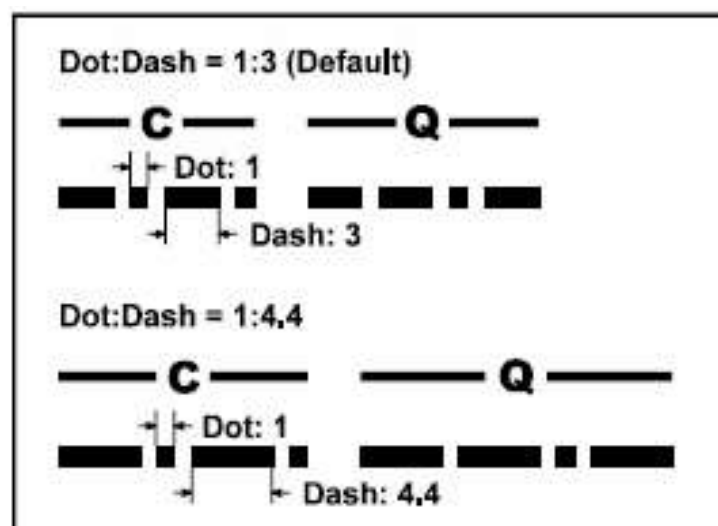 Dot:Dash = 1:3 (Default)
C Q
Dot: 1
Dash: 3
Dot:Dash = 1:4.4
C Q
Dot: 1
Dash: 4.4